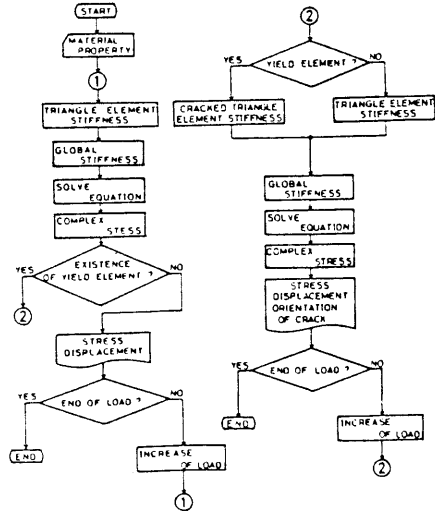 START
MATERIAL
PROPERTY
1
TRIANGLE ELEMENT
STIFFNESS
GLOBAL
STIFFNESS
SOLVE
EQUATION
COMPLEX
STESS
EXISTENCE
OF YIELD ELEMENT ?
YES
NO
2
STRESS
DISPLACEMENT
YES
NO
END OF LOAD ?
END
INCREASE
OF LOAD
1
2
YES
NO
YIELD ELEMENT ?
CRACKED TRIANGLE
ELEMENT STIFFNESS
TRIANGLE ELEMENT
STIFFNESS
GLOBAL
STIFFNESS
SOLVE
EQUATION
COMPLEX
STRESS
STRESS
DISPLACEMENT
ORIENTATION
OF CRACK
YES
NO
END OF LOAD ?
END
INCREASE
OF LOAD
2